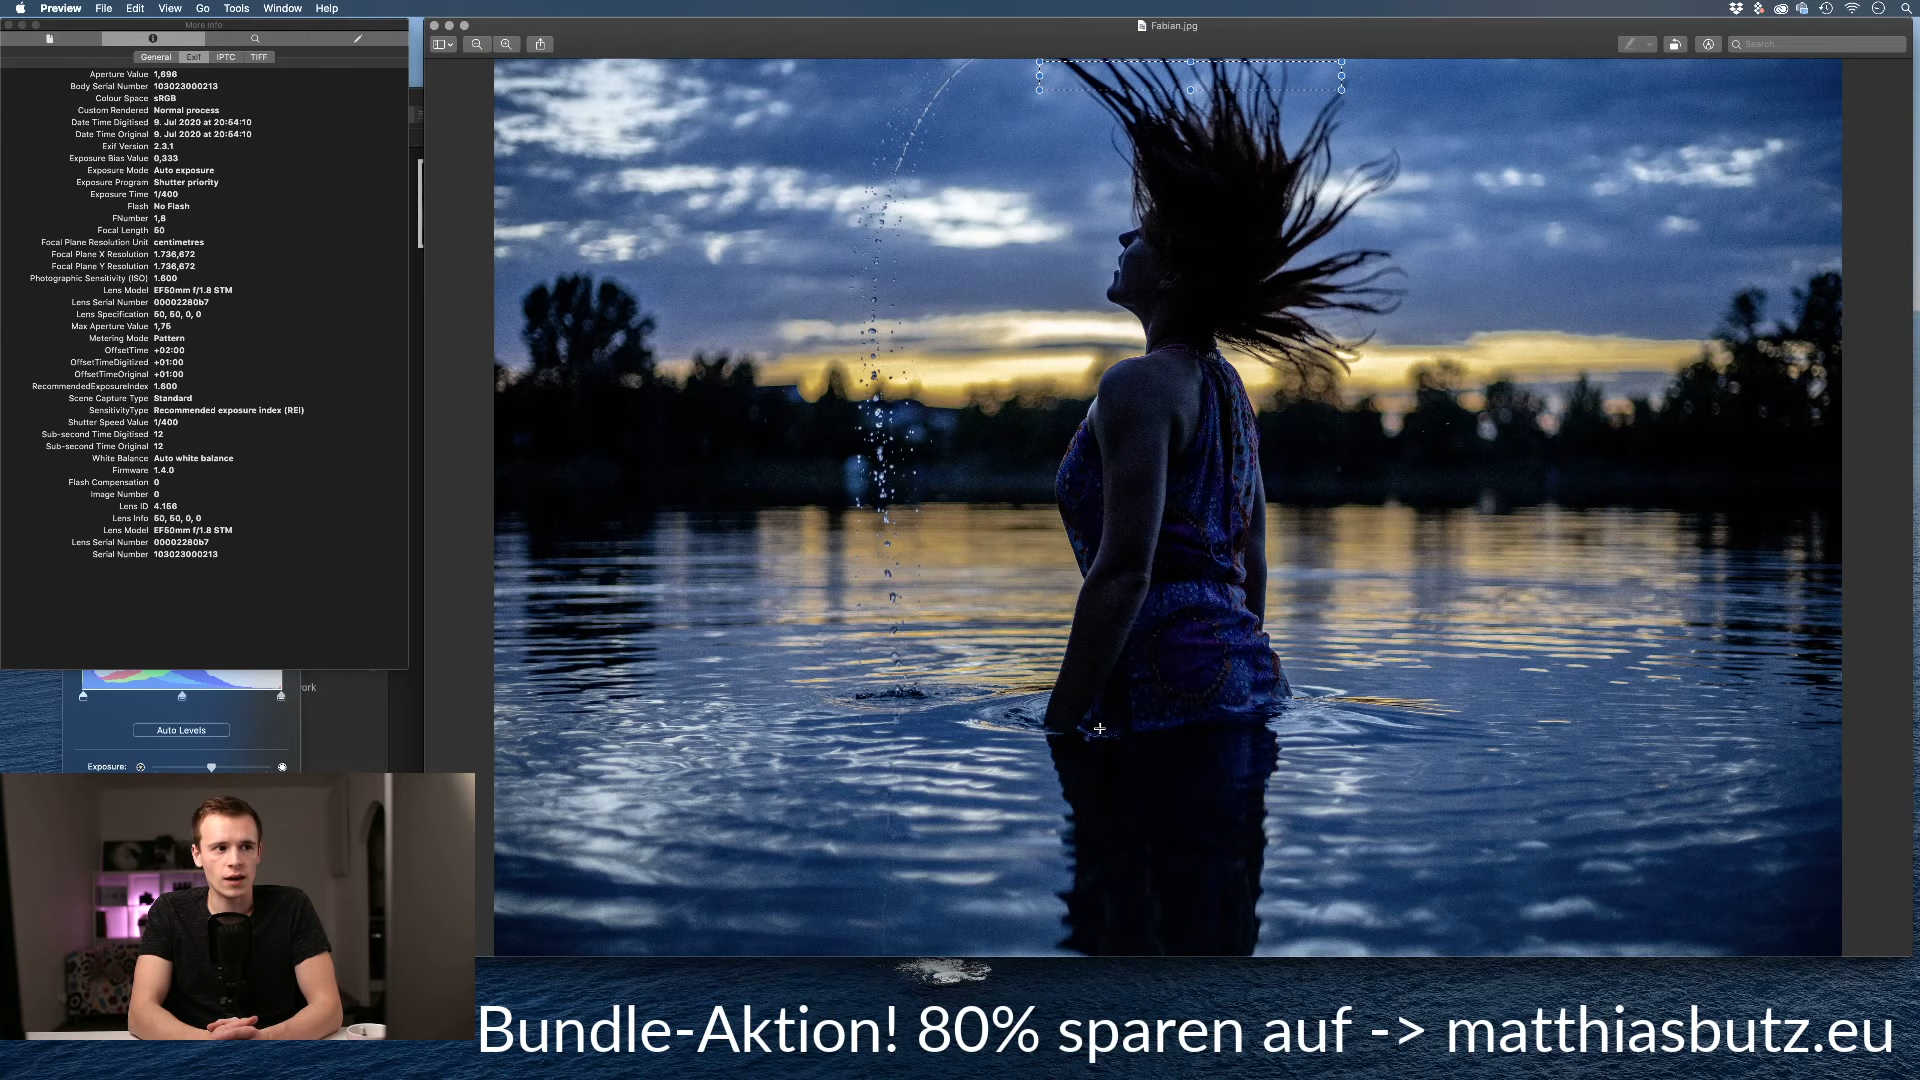 Preview File Edit View Go Tools Window Help
More Info
Fabian.jpg
Search
General Exif IPTC TIFF
Aperture Value 1,696
Body Serial Number 103023000213
Colour Space sRGB
Custom Rendered Normal process
Date Time Digitised 9. Jul 2020 at 20:54:10
Date Time Original 9. Jul 2020 at 20:54:10
Exif Version 2.3.1
Exposure Bias Value 0,333
Exposure Mode Auto exposure
Exposure Program Shutter priority
Exposure Time 1/400
Flash No Flash
FNumber 1,8
Focal Length 50
Focal Plane Resolution Unit centimetres
Focal Plane X Resolution 1.736,672
Focal Plane Y Resolution 1.736,672
Photographic Sensitivity (ISO) 1.600
Lens Model EF50mm f/1.8 STM
Lens Serial Number 00002280b7
Lens Specification 50, 50, 0, 0
Max Aperture Value 1,75
Metering Mode Pattern
OffsetTime +02:00
OffsetTimeDigitized +01:00
OffsetTimeOriginal +01:00
RecommendedExposureIndex 1.600
Scene Capture Type Standard
SensitivityType Recommended exposure index (REI)
Shutter Speed Value 1/400
Sub-second Time Digitised 12
Sub-second Time Original 12
White Balance Auto white balance
Firmware 1.4.0
Flash Compensation 0
Image Number 0
Lens ID 4.156
Lens Info 50, 50, 0, 0
Lens Model EF50mm f/1.8 STM
Lens Serial Number 00002280b7
Serial Number 103023000213
ork
Auto Levels
Exposure:
Bundle-Aktion! 80% sparen auf -> matthiasbutz.eu